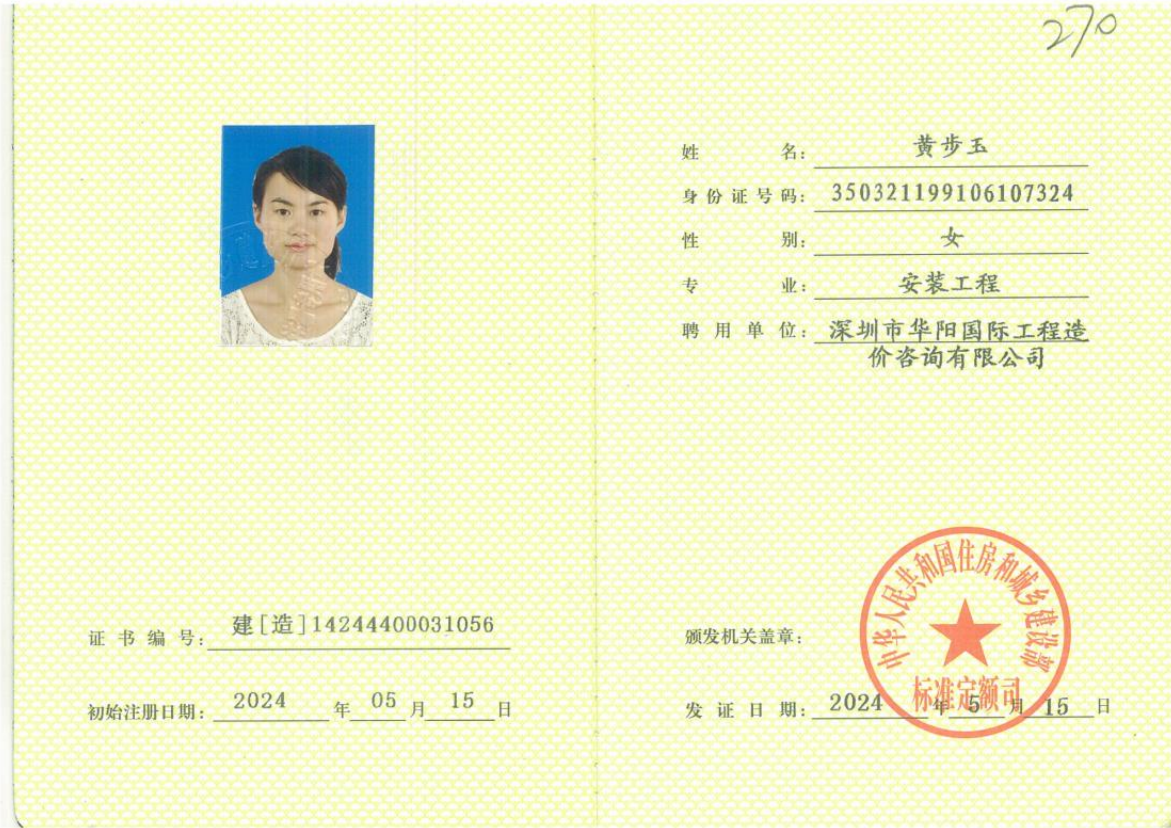 270
姓 名: 黄步玉
身份证号码: 350321199106107324
性 别: 女
专 业: 安装工程
聘用单位: 深圳市华阳国际工程造
价咨询有限公司
证书编号: 建[造]14244400031056
初始注册日期: 2024 年 05 月 15 日
颁发机关盖章:
中华人民共和国住房和城乡建设部
标准定额司
发证日期: 2024 年 5 月 15 日